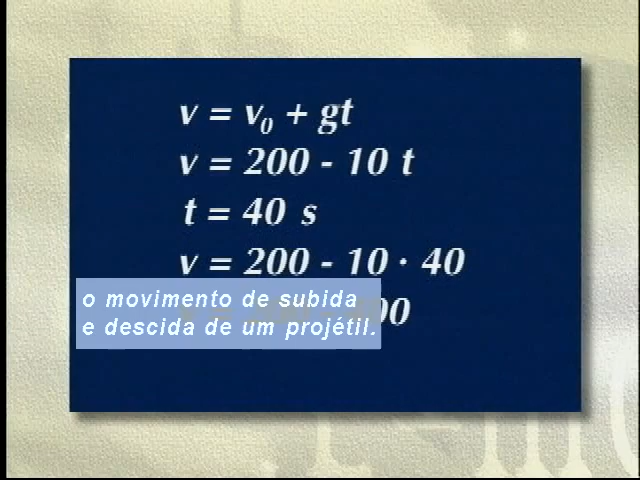 v = v₀ + gt
v = 200 - 10 t
t = 40 s
v = 200 - 10 · 40
o movimento de subida
e descida de um projétil.